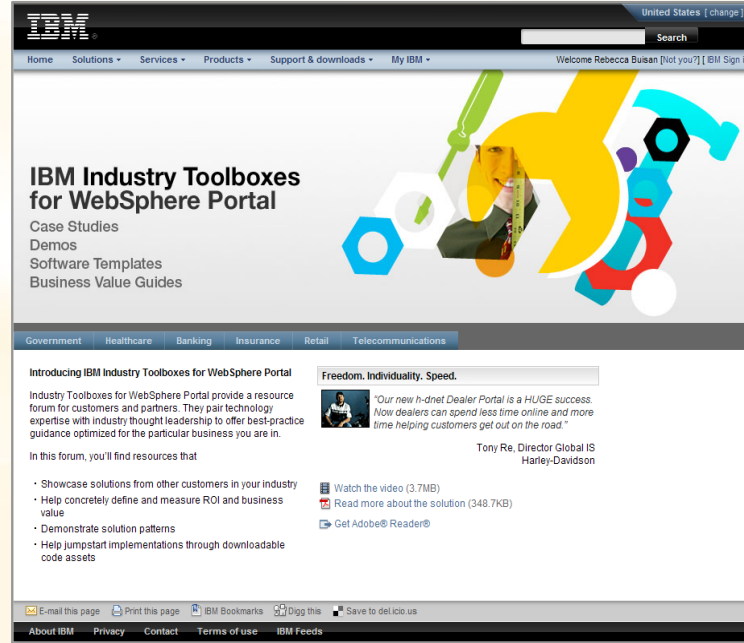 United States [ change ]
IBM®
Search
Home Solutions Services Products Support & downloads My IBM Welcome Rebecca Buisan [Not you?] [ IBM Sign i
IBM Industry Toolboxes
for WebSphere Portal
Case Studies
Demos
Software Templates
Business Value Guides
Government Healthcare Banking Insurance Retail Telecommunications
Introducing IBM Industry Toolboxes for WebSphere Portal
Industry Toolboxes for WebSphere Portal provide a resource
forum for customers and partners. They pair technology
expertise with industry thought leadership to offer best-practice
guidance optimized for the particular business you are in.
In this forum, you'll find resources that
· Showcase solutions from other customers in your industry
· Help concretely define and measure ROI and business
value
· Demonstrate solution patterns
· Help jumpstart implementations through downloadable
code assets
Freedom. Individuality. Speed.
"Our new h-dnet Dealer Portal is a HUGE success.
Now dealers can spend less time online and more
time helping customers get out on the road."
Tony Re, Director Global IS
Harley-Davidson
Watch the video (3.7MB)
Read more about the solution (348.7KB)
Get Adobe® Reader®
E-mail this page Print this page IBM Bookmarks Digg this Save to del.icio.us
About IBM Privacy Contact Terms of use IBM Feeds